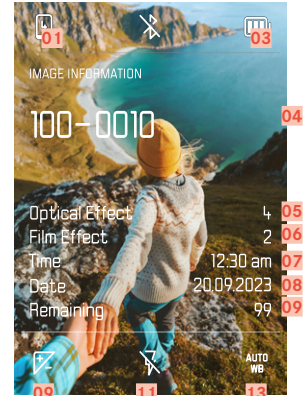 01
03
IMAGE INFORMATION
100-0010
04
Optical Effect 4 05
Film Effect 2 06
Time 12:30 am 07
Date 20.09.2023 08
Remaining 99 09
AUTO
WB
09
11
13